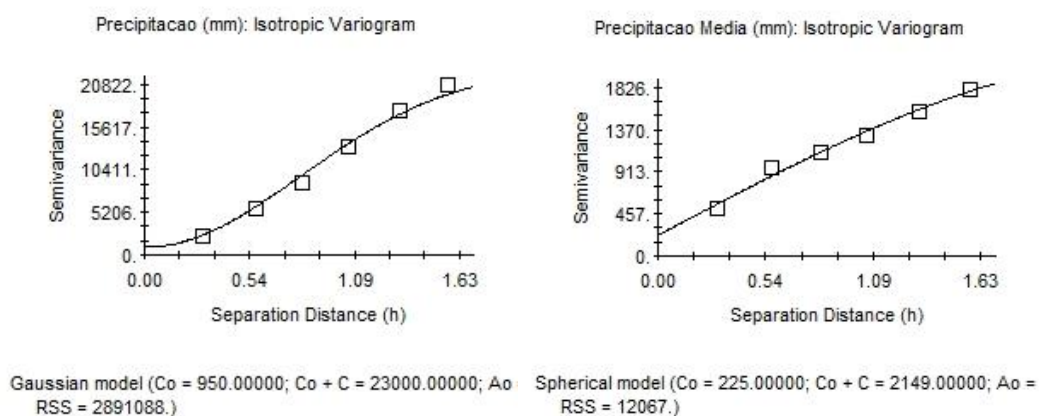 Precipitacao (mm): Isotropic Variogram
20822.
15617.
10411.
5206.
0.
Semivariance
0.00 0.54 1.09 1.63
Separation Distance (h)
Gaussian model (Co = 950.00000; Co + C = 23000.00000; Ao
RSS = 2891088.)
Precipitacao Media (mm): Isotropic Variogram
1826.
1370.
913.
457.
0.
Semivariance
0.00 0.54 1.09 1.63
Separation Distance (h)
Spherical model (Co = 225.00000; Co + C = 2149.00000; Ao =
RSS = 12067.)